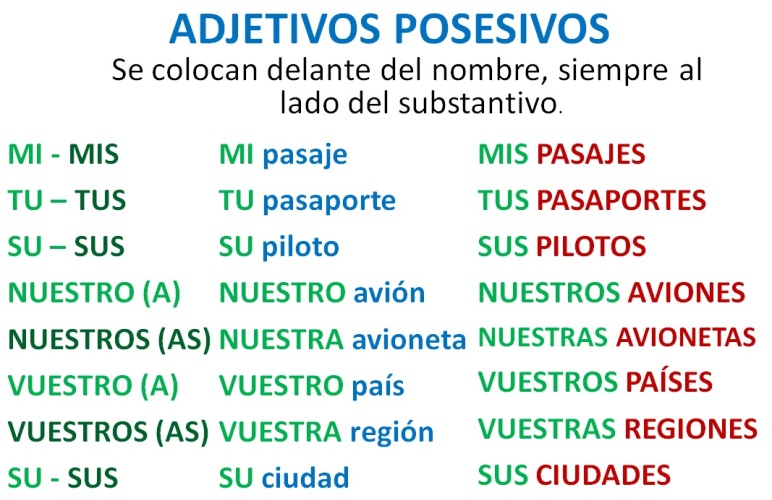 ADJETIVOS POSESIVOS
Se colocan delante del nombre, siempre al
lado del substantivo.
MI - MIS MI pasaje MIS PASAJES
TU – TUS TU pasaporte TUS PASAPORTES
SU – SUS SU piloto SUS PILOTOS
NUESTRO (A) NUESTRO avión NUESTROS AVIONES
NUESTROS (AS) NUESTRA avioneta NUESTRAS AVIONETAS
VUESTRO (A) VUESTRO país VUESTROS PAÍSES
VUESTROS (AS) VUESTRA región VUESTRAS REGIONES
SU - SUS SU ciudad SUS CIUDADES